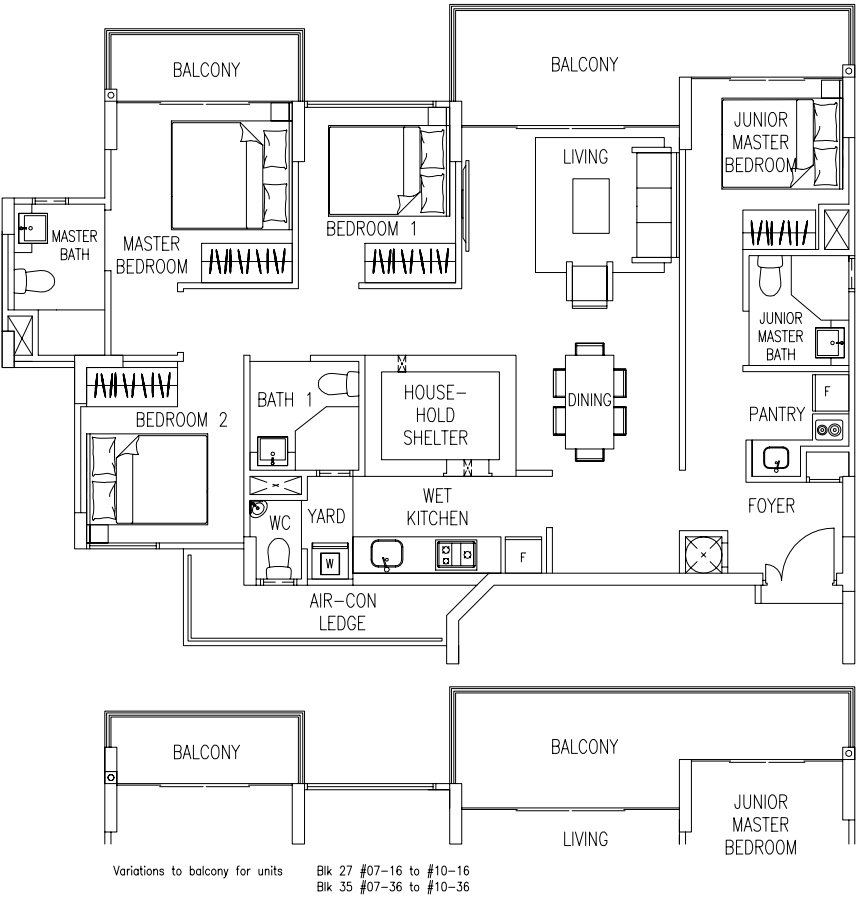 BALCONY
BALCONY
JUNIOR
MASTER
BEDROOM
LIVING
BEDROOM 1
MASTER
BATH
MASTER
BEDROOM
JUNIOR
MASTER
BATH
BEDROOM 2
BATH 1
HOUSE-
HOLD
SHELTER
DINING
F
PANTRY
WC
YARD
WET
KITCHEN
FOYER
W
F
AIR-CON
LEDGE
BALCONY
BALCONY
LIVING
JUNIOR
MASTER
BEDROOM
Variations to balcony for units
Blk 27 #07-16 to #10-16
Blk 35 #07-36 to #10-36